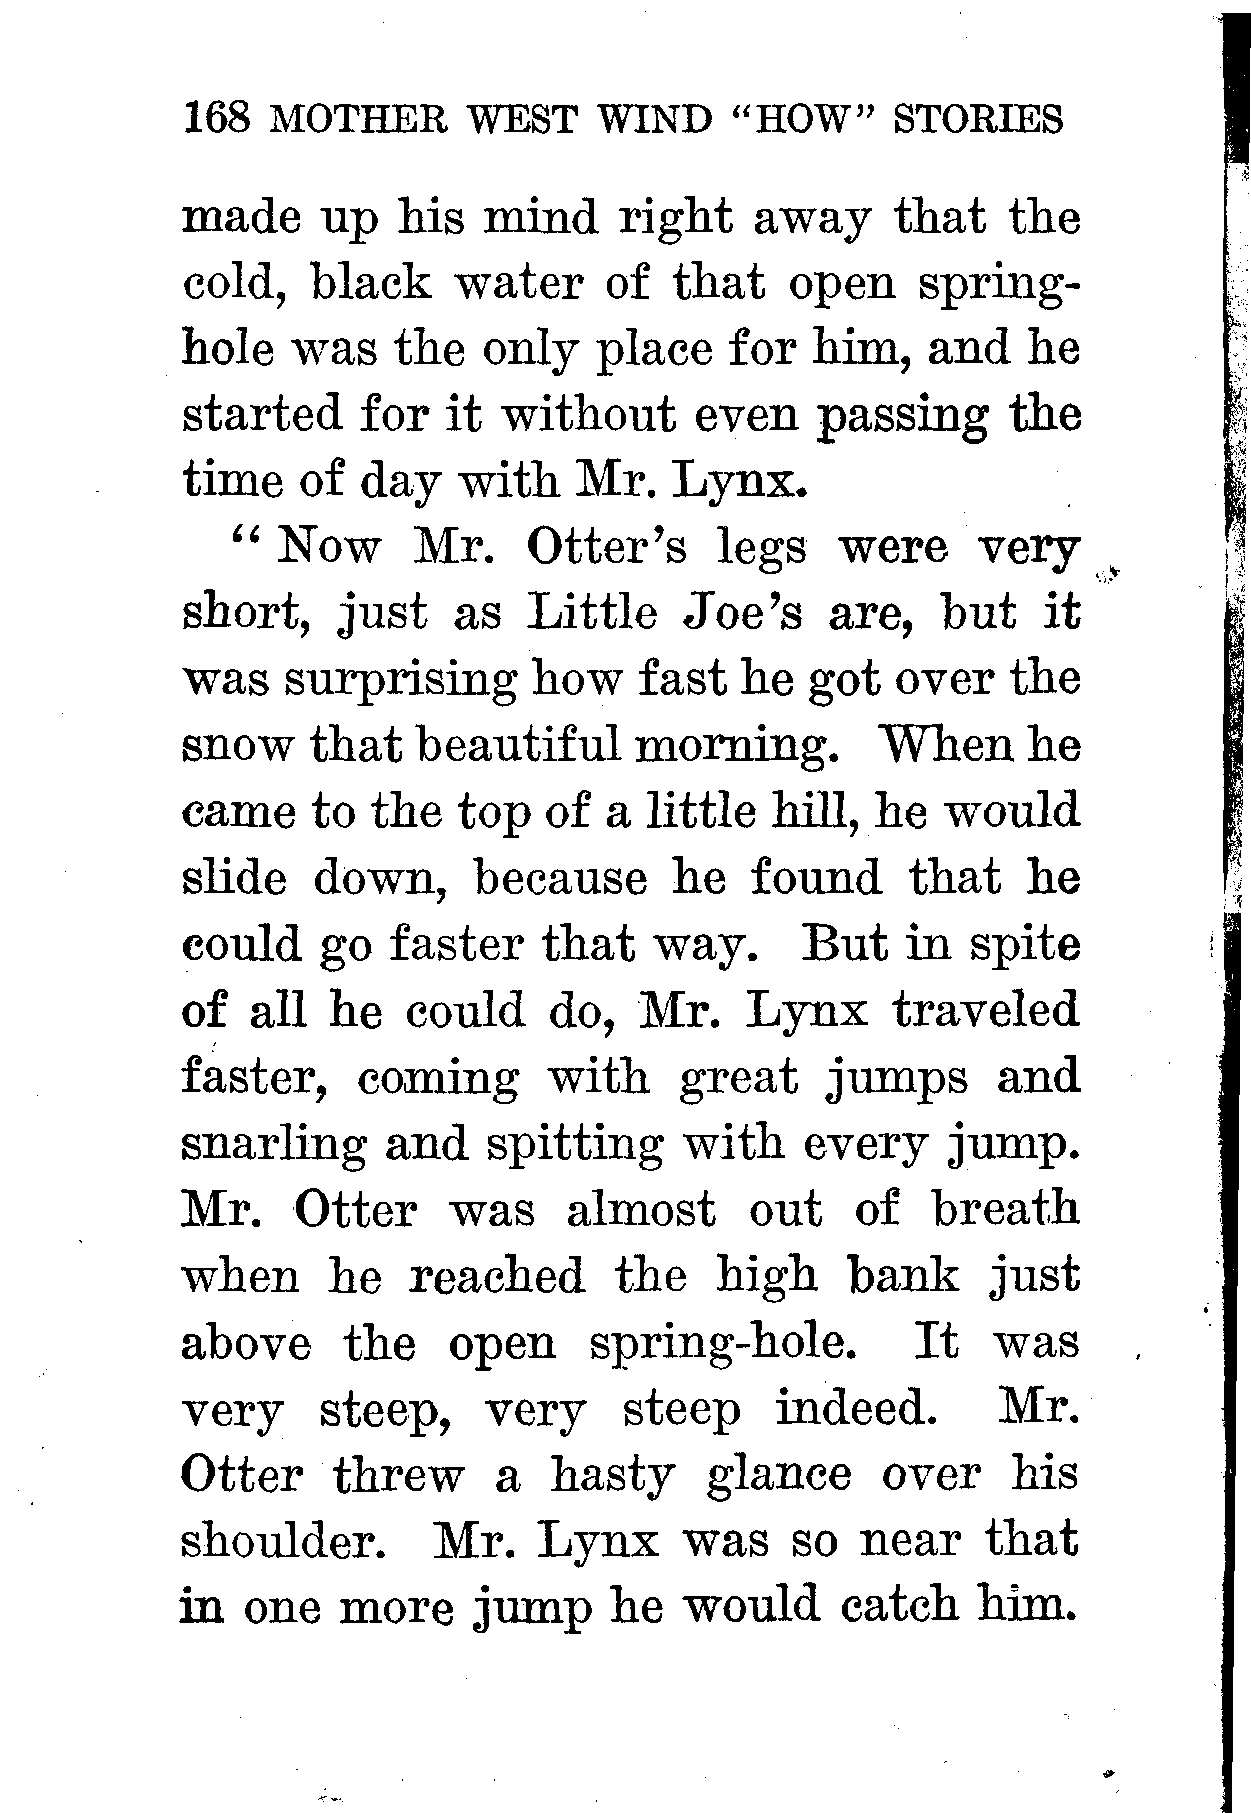 168 MOTHER WEST WIND "HOW" STORIES
made up his mind right away that the
cold, black water of that open spring-
hole was the only place for him, and he
started for it without even passing the
time of day with Mr. Lynx.
“ Now Mr. Otter’s legs were very
short, just as Little Joe’s are, but it
was surprising how fast he got over the
snow that beautiful morning. When he
came to the top of a little hill, he would
slide down, because he found that he
could go faster that way. But in spite
of all he could do, Mr. Lynx traveled
faster, coming with great jumps and
snarling and spitting with every jump.
Mr. Otter was almost out of breath
when he reached the high bank just
above the open spring-hole. It was
very steep, very steep indeed. Mr.
Otter threw a hasty glance over his
shoulder. Mr. Lynx was so near that
in one more jump he would catch him.